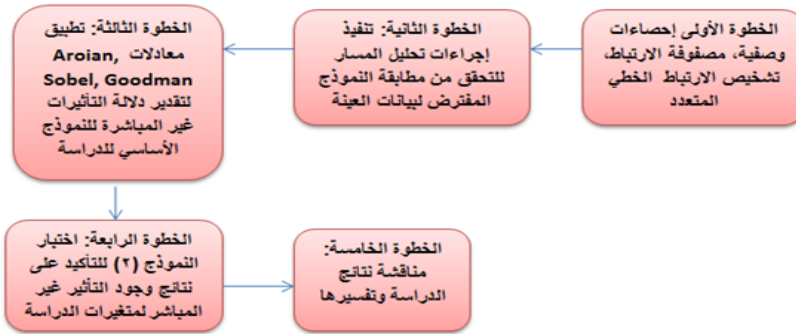 الخطوة الأولى إحصاءات
وصفية، مصفوفة الارتباط،
تشخيص الارتباط الخطي
المتعدد
الخطوة الثانية: تنفيذ
إجراءات تحليل المسار
للتحقق من مطابقة النموذج
المفترض لبيانات العينة
الخطوة الثالثة: تطبيق
معادلات Aroian,
Sobel, Goodman
لتقدير دلالة التأثيرات
غير المباشرة للنموذج
الأساسي للدراسة
الخطوة الرابعة: اختبار
النموذج (٢) للتأكيد على
نتائج وجود التأثير غير
المباشر لمتغيرات الدراسة
الخطوة الخامسة:
مناقشة نتائج
الدراسة وتفسيرها